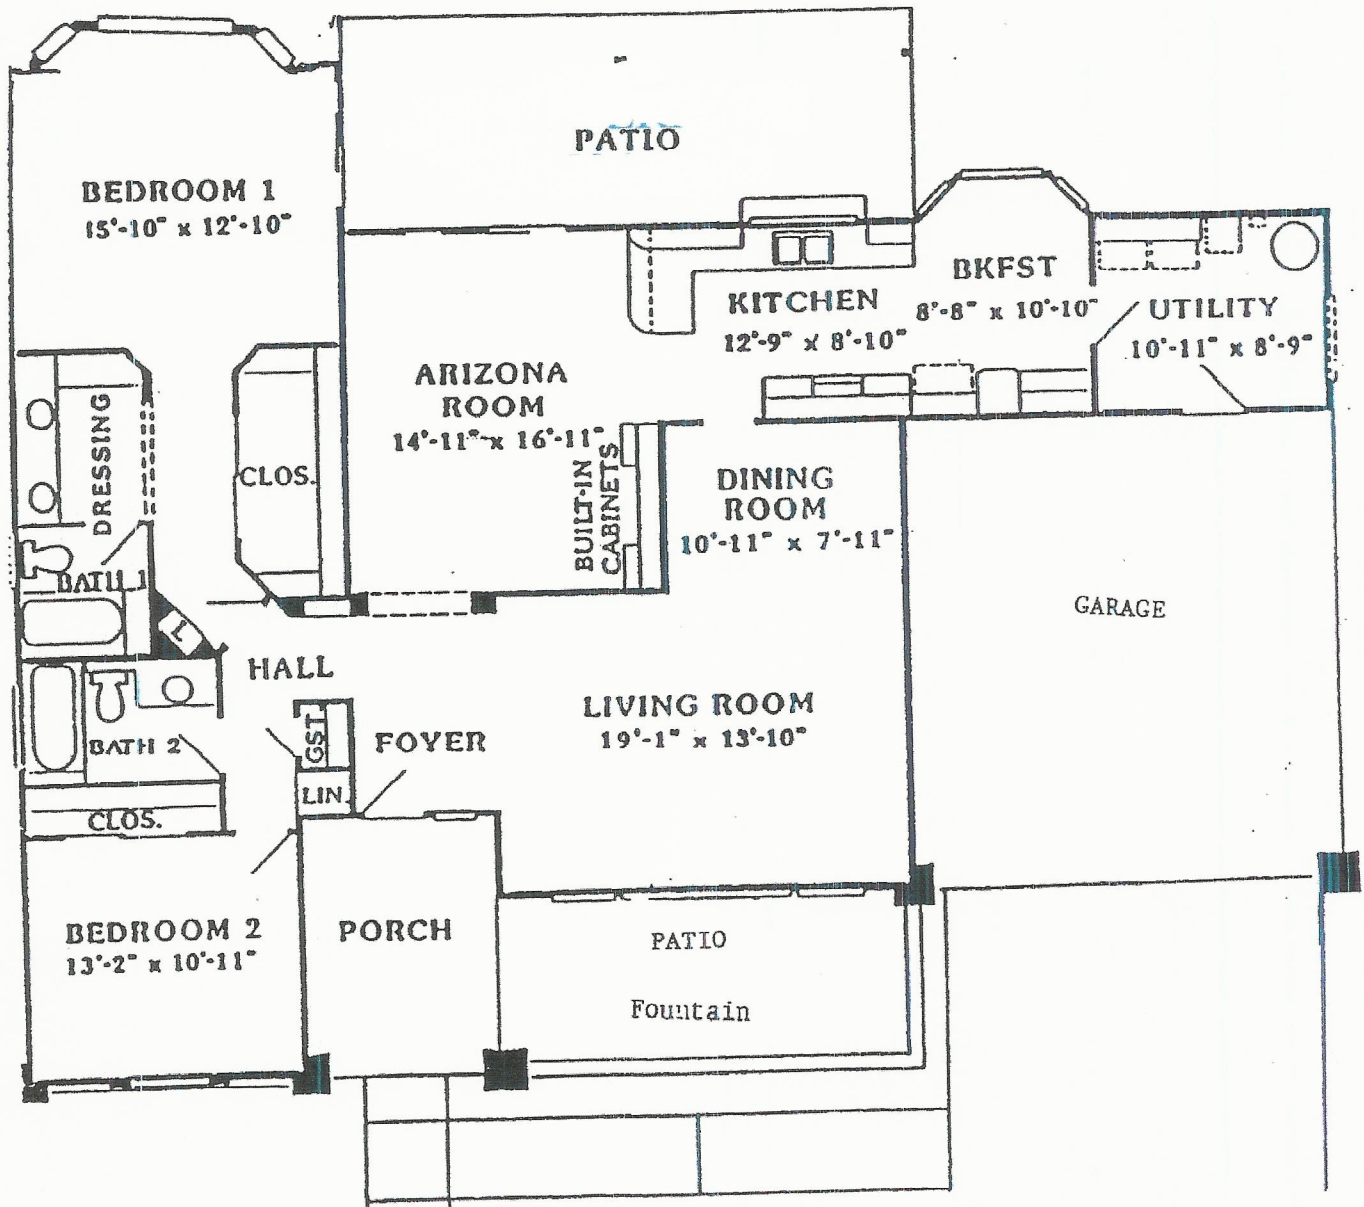 PATIO
BEDROOM 1
15'-10" x 12'-10"
BKFST
8'-8" x 10'-10"
KITCHEN
12'-9" x 8'-10"
UTILITY
10'-11" x 8'-9"
ARIZONA
ROOM
14'-11" x 16'-11"
DRESSING
CLOS.
BUILT-IN
CABINETS
DINING
ROOM
10'-11" x 7'-11"
BATH 1
GARAGE
L
HALL
LIVING ROOM
19'-1" x 13'-10"
GST
FOYER
BATH 2
LIN.
CLOS.
BEDROOM 2
13'-2" x 10'-11"
PORCH
PATIO
Fountain